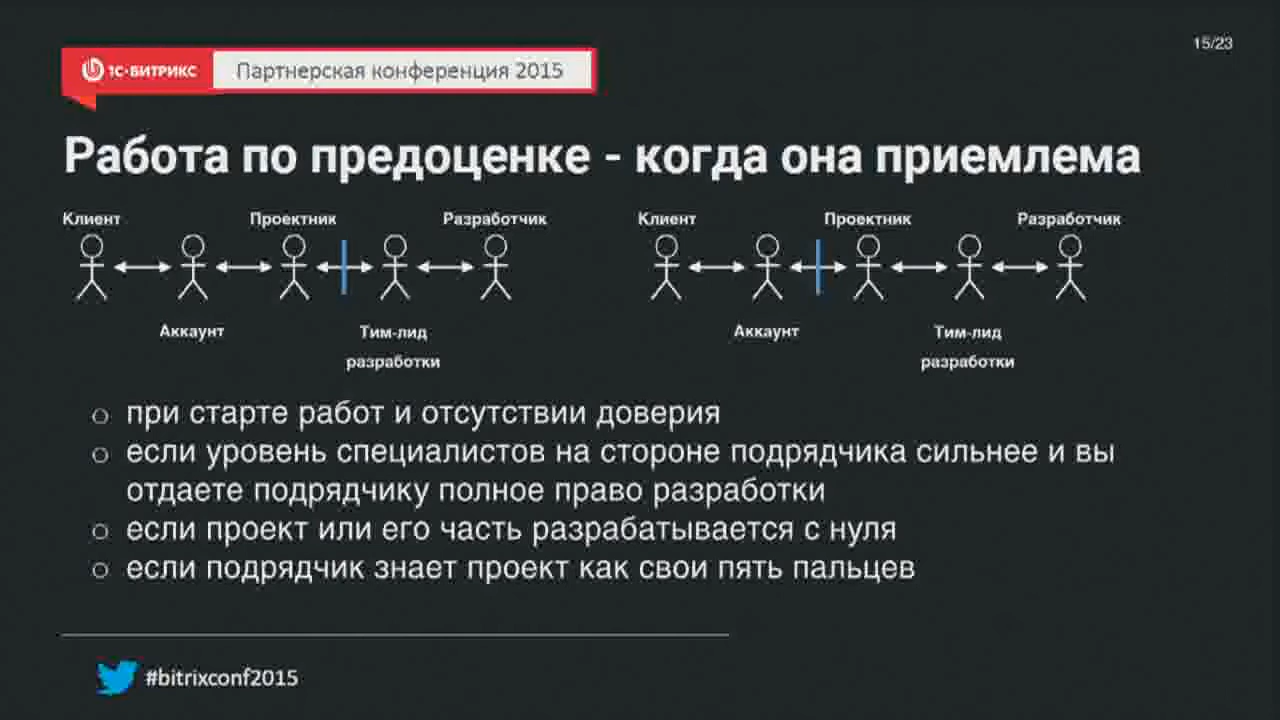 15/23
1С-БИТРИКС Партнерская конференция 2015
Работа по предоценке - когда она приемлема
Клиент Проектник Разработчик Клиент Проектник Разработчик
Аккаунт Тим-лид Аккаунт Тим-лид
разработки разработки
при старте работ и отсутствии доверия
если уровень специалистов на стороне подрядчика сильнее и вы
отдаете подрядчику полное право разработки
если проект или его часть разрабатывается с нуля
если подрядчик знает проект как свои пять пальцев
#bitrixconf2015